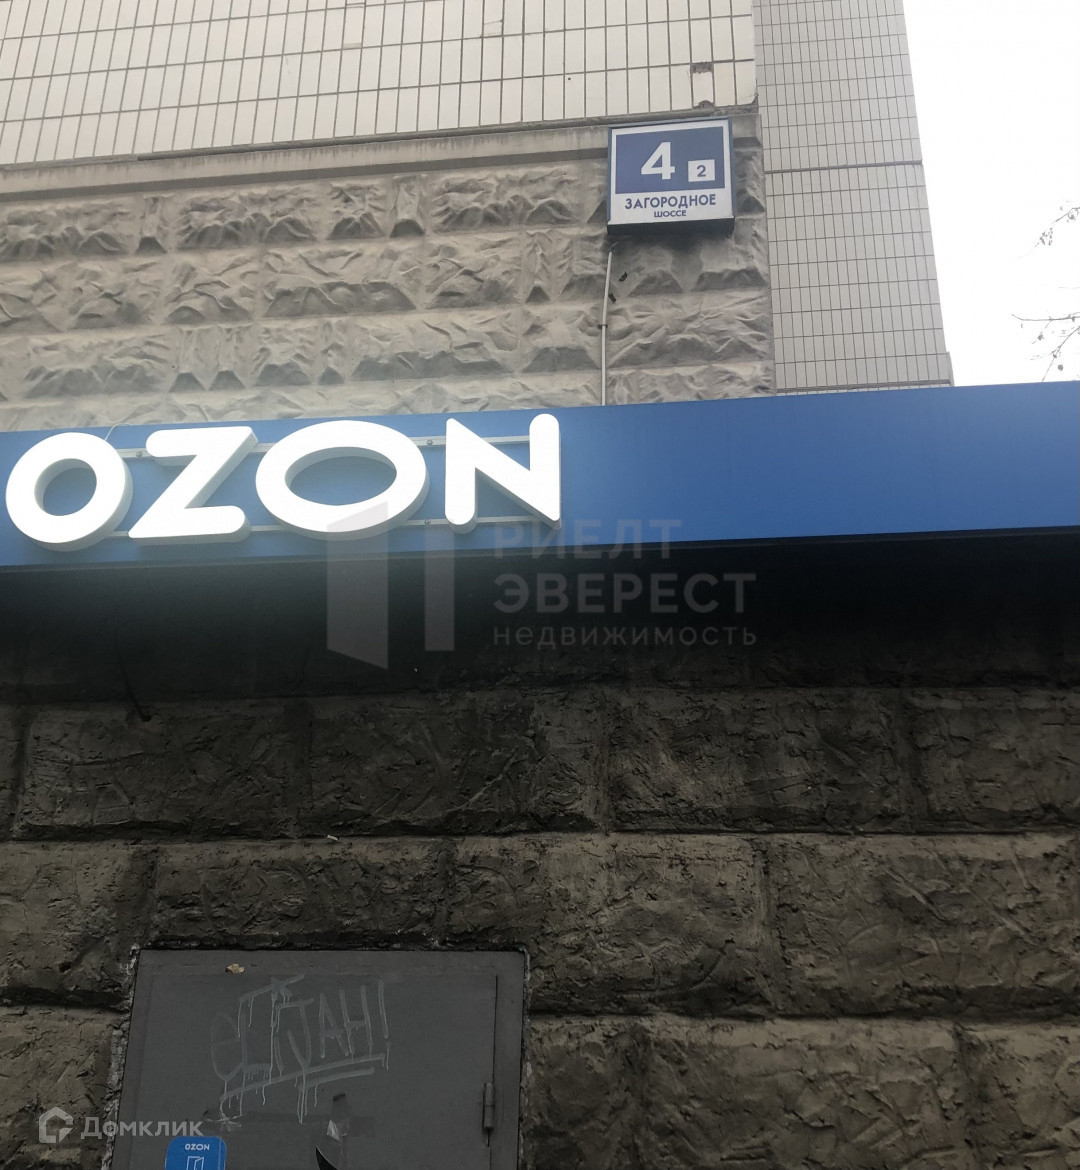 4 2
ЗАГОРОДНОЕ
ШОССЕ
OZON
РИЕЛТ
ЭВЕРЕСТ
НЕДВИЖИМОСТЬ
Домклик
OZON